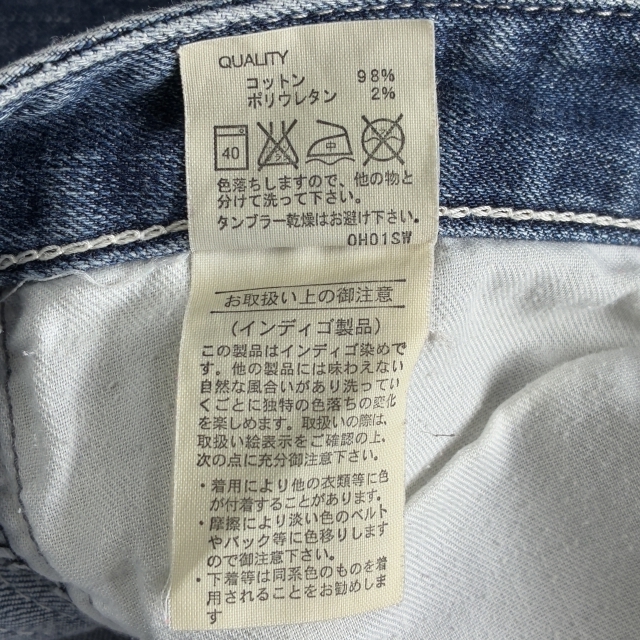 QUALITY
コットン 98%
ポリウレタン 2%
40 中
色落ちしますので、他の物と
分けて洗って下さい。
タンブラー乾燥はお避け下さい。
0H01SW
お取扱い上の御注意
(インディゴ製品)
この製品はインディゴ染めで
す。他の製品には味わえない
自然な風合いがあり洗ってい
くごとに独特の色落ちの変化
を楽しめます。取扱いの際は、
取扱い絵表示をご確認の上、
次の点に充分御注意下さい。
・着用により他の衣類等に色
が付着することがあります。
・摩擦により淡い色のベルト
やバック等に色移りします
ので御注意下さい。
・下着等は同系色のものを着
用されることをお勧めしま
す